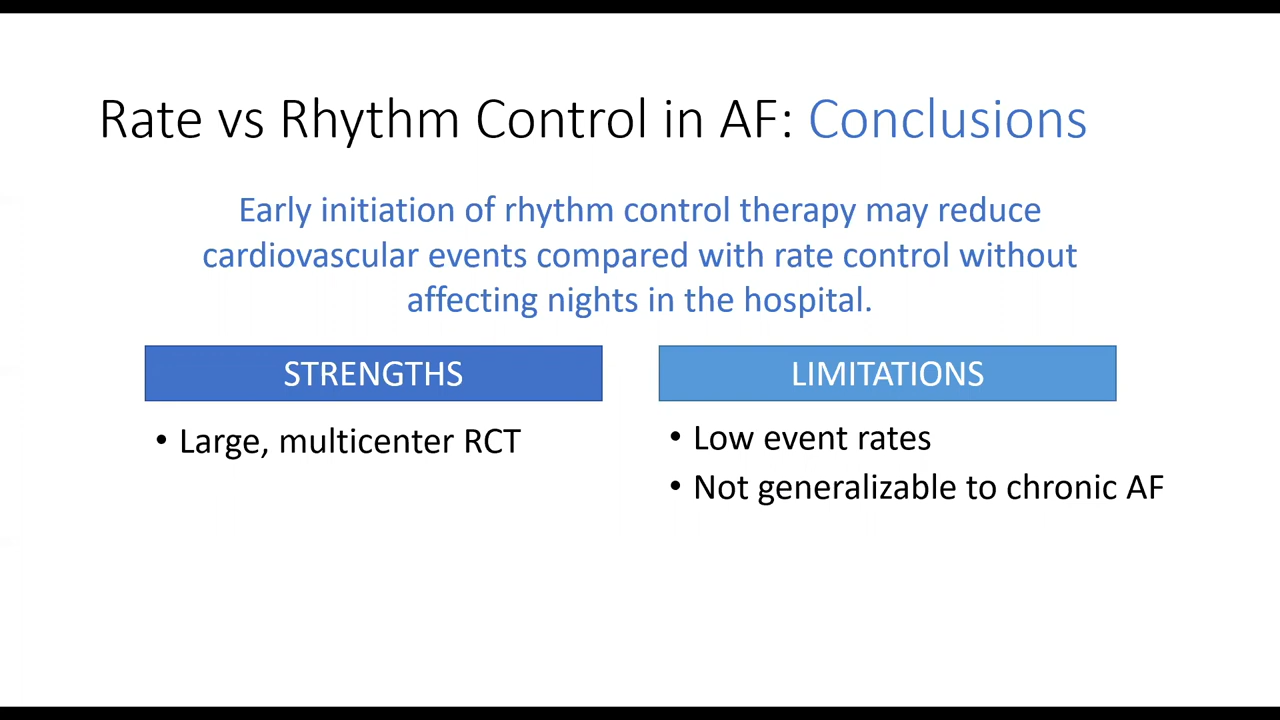 Rate vs Rhythm Control in AF: Conclusions
Early initiation of rhythm control therapy may reduce
cardiovascular events compared with rate control without
affecting nights in the hospital.
STRENGTHS
• Large, multicenter RCT
LIMITATIONS
• Low event rates
• Not generalizable to chronic AF